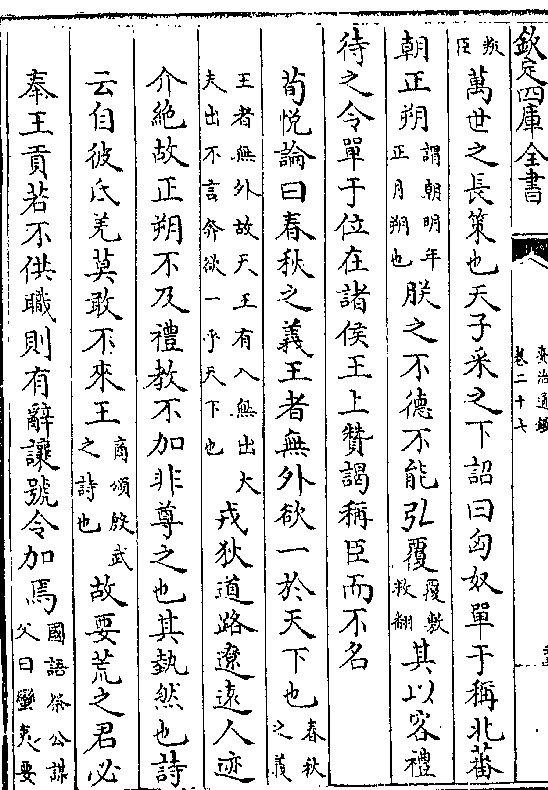 欽定四庫全書
資治通鑑
卷二十七
叛臣萬世之長策也天子采之下詔曰匈奴單于稱北蕃
朝正朔謂朝明年正月朔也朕之不德不能弘覆覆敷救翻其以客禮
待之令單于位在諸侯王上贊謁稱臣而不名
荀悅論曰春秋之義王者無外欲一於天下也春秋之義
王者無外故天王有入無出大夫出不言奔欲一乎天下也戎狄道路遼遠人迹
介絶故正朔不及禮教不加非尊之也其埶然也詩
云自彼氐羌莫敢不來王商頌殷武之詩也故要荒之君必
奉王貢若不供職則有辭讓號令加焉國語祭公謀父曰蠻夷要